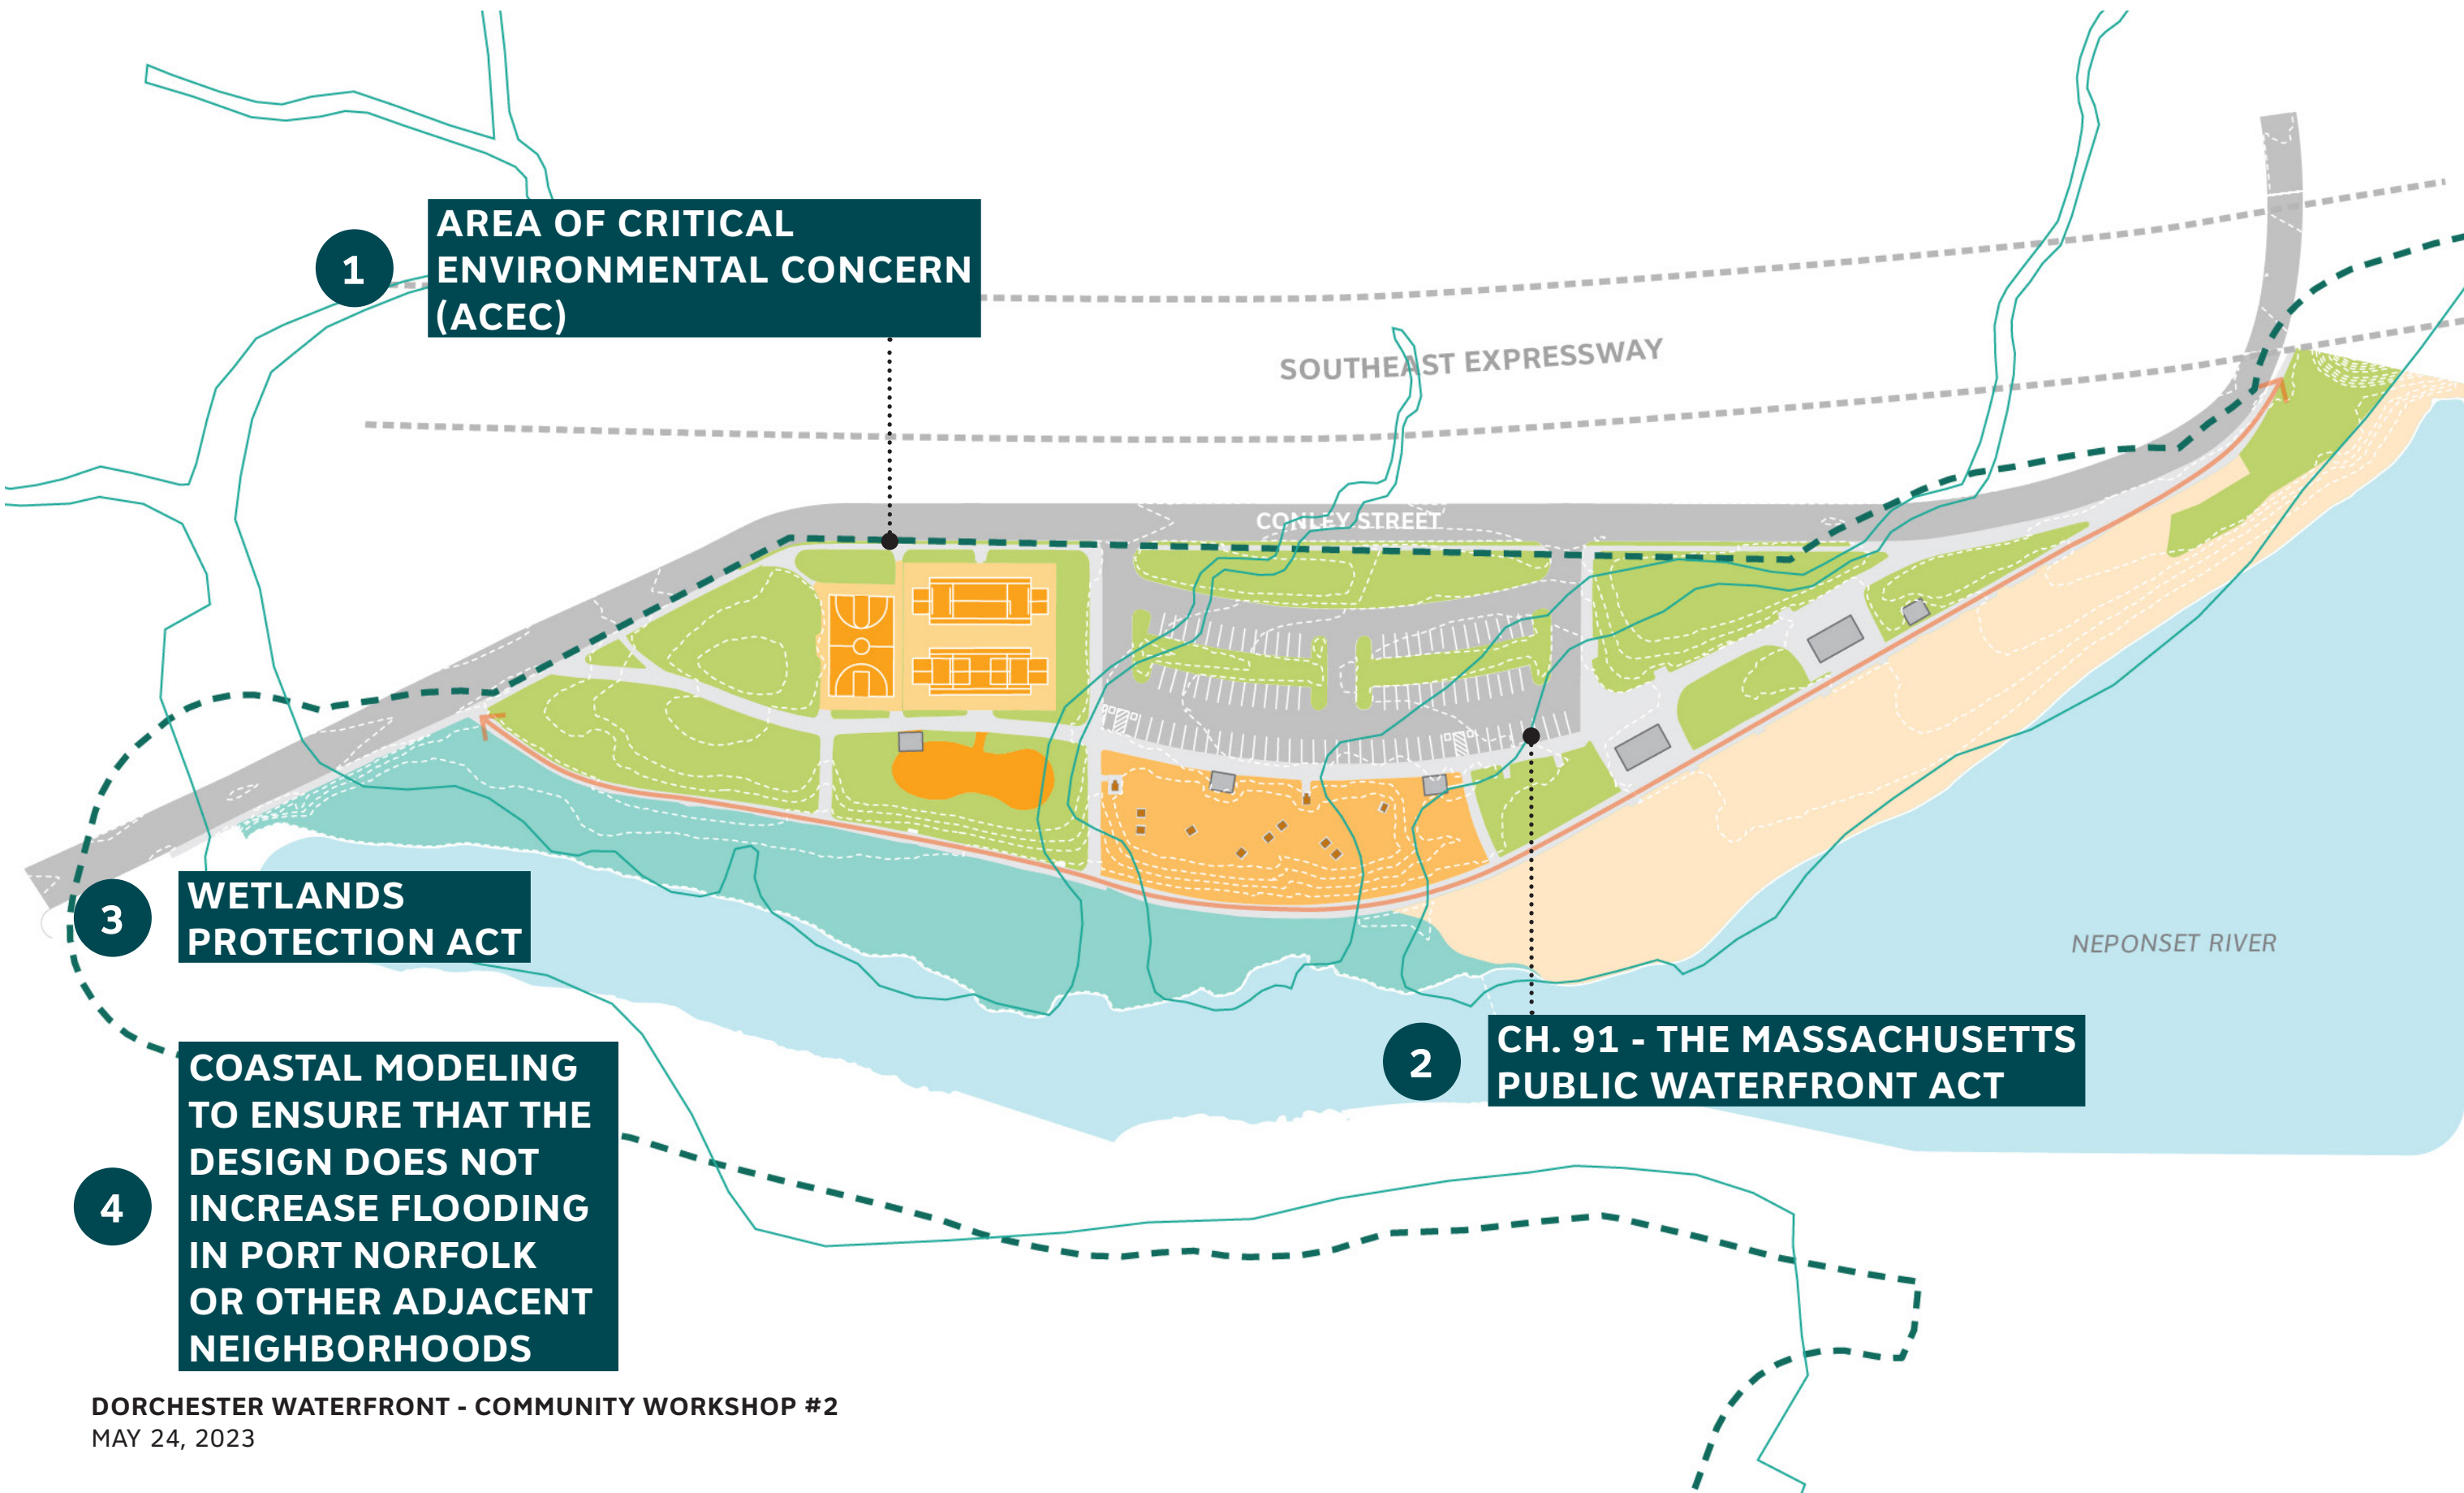 1
AREA OF CRITICAL
ENVIRONMENTAL CONCERN
(ACEC)
SOUTHEAST EXPRESSWAY
CONLEY STREET
3
WETLANDS
PROTECTION ACT
NEPONSET RIVER
2
CH. 91 - THE MASSACHUSETTS
PUBLIC WATERFRONT ACT
4
COASTAL MODELING
TO ENSURE THAT THE
DESIGN DOES NOT
INCREASE FLOODING
IN PORT NORFOLK
OR OTHER ADJACENT
NEIGHBORHOODS
DORCHESTER WATERFRONT - COMMUNITY WORKSHOP #2
MAY 24, 2023